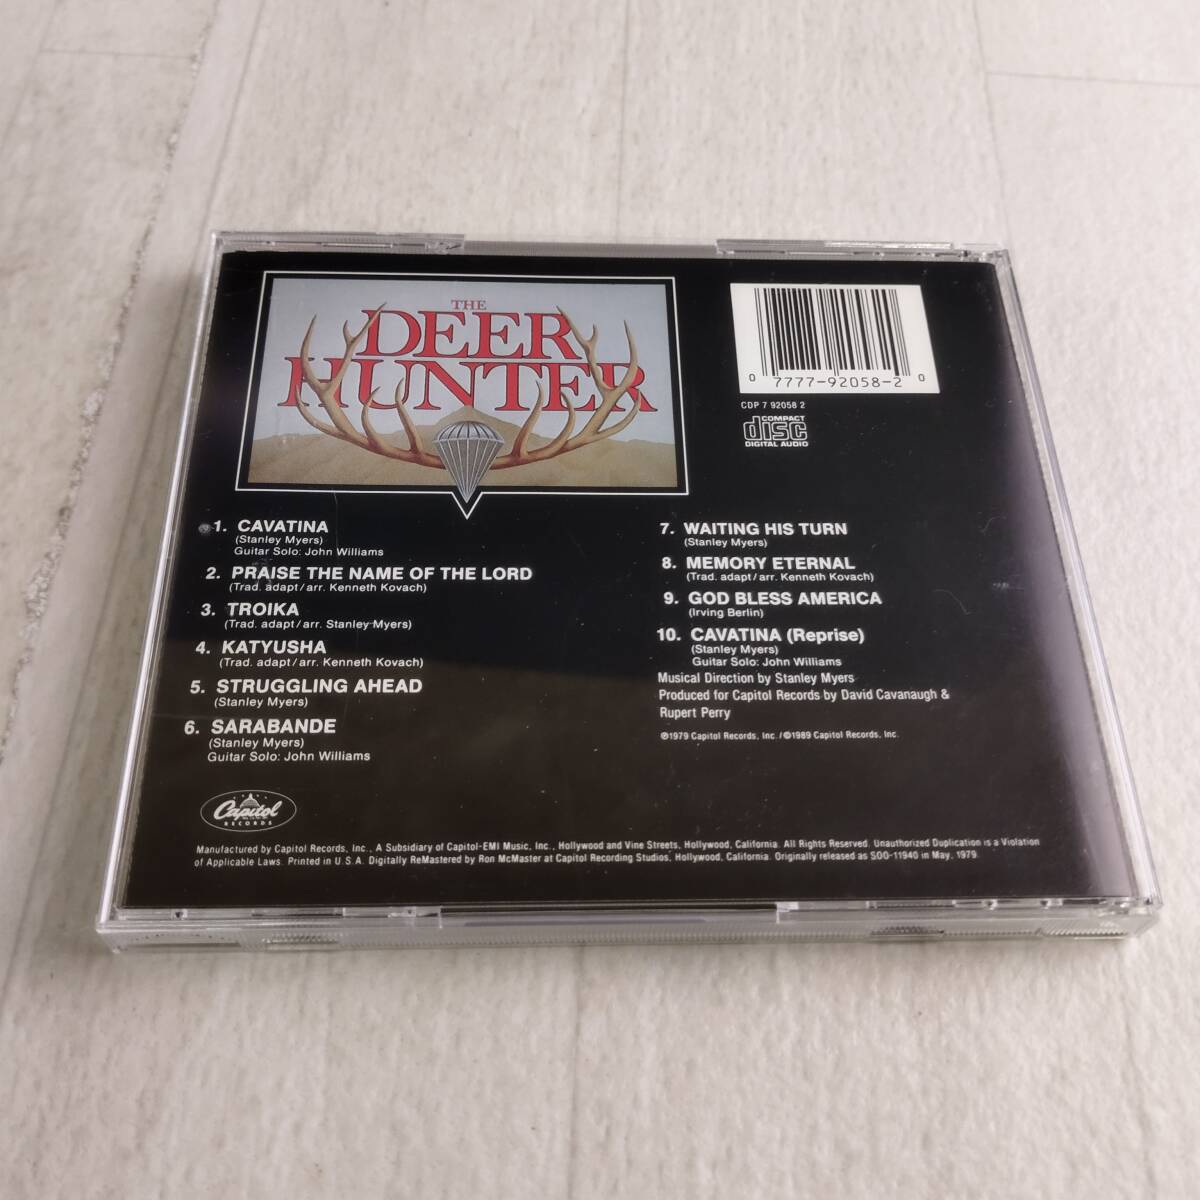 THE
DEER
HUNTER
0 7777-92058-2 0
CDP 7 92058 2
COMPACT
disc
DIGITAL AUDIO
1. CAVATINA
(Stanley Myers)
Guitar Solo: John Williams
2. PRAISE THE NAME OF THE LORD
(Trad. adapt/arr. Kenneth Kovach)
3. TROIKA
(Trad. adapt/arr. Stanley Myers)
4. KATYUSHA
(Trad. adapt/arr. Kenneth Kovach)
5. STRUGGLING AHEAD
(Stanley Myers)
6. SARABANDE
(Stanley Myers)
Guitar Solo: John Williams
7. WAITING HIS TURN
(Stanley Myers)
8. MEMORY ETERNAL
(Trad. adapt/arr. Kenneth Kovach)
9. GOD BLESS AMERICA
(Irving Berlin)
10. CAVATINA (Reprise)
(Stanley Myers)
Guitar Solo: John Williams
Musical Direction by Stanley Myers
Produced for Capitol Records by David Cavanaugh &
Rupert Perry
℗1979 Capitol Records, Inc./©1989 Capitol Records, Inc.
Capitol
RECORDS
Manufactured by Capitol Records, Inc., A Subsidiary of Capitol-EMI Music, Inc., Hollywood and Vine Streets, Hollywood, California. All Rights Reserved. Unauthorized Duplication is a Violation
of Applicable Laws. Printed in U.S.A. Digitally ReMastered by Ron McMaster at Capitol Recording Studios, Hollywood, California. Originally released as SOO-11940 in May, 1979.